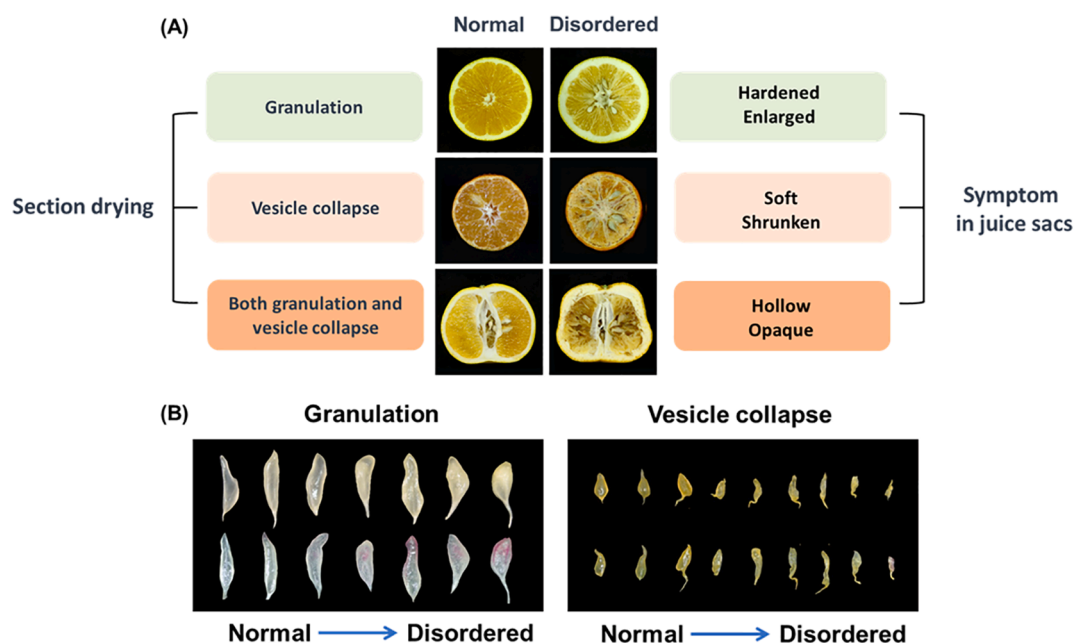 (A)
Normal
Disordered
Section drying
Granulation
Hardened
Enlarged
Vesicle collapse
Soft
Shrunken
Both granulation and
vesicle collapse
Hollow
Opaque
Symptom
in juice sacs
(B)
Granulation
Vesicle collapse
Normal
Disordered
Normal
Disordered